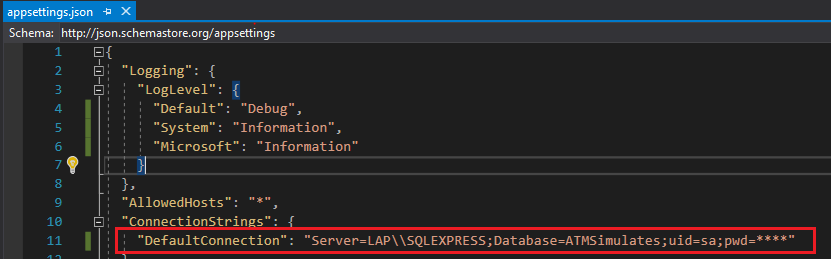 appsettings.json
Schema: http://json.schemastore.org/appsettings
1 {
2 "Logging": {
3 "LogLevel": {
4 "Default": "Debug",
5 "System": "Information",
6 "Microsoft": "Information"
7 }
8 },
9 "AllowedHosts": "*",
10 "ConnectionStrings": {
11 "DefaultConnection": "Server=LAP\\SQLEXPRESS;Database=ATMSimulates;uid=sa;pwd=****"